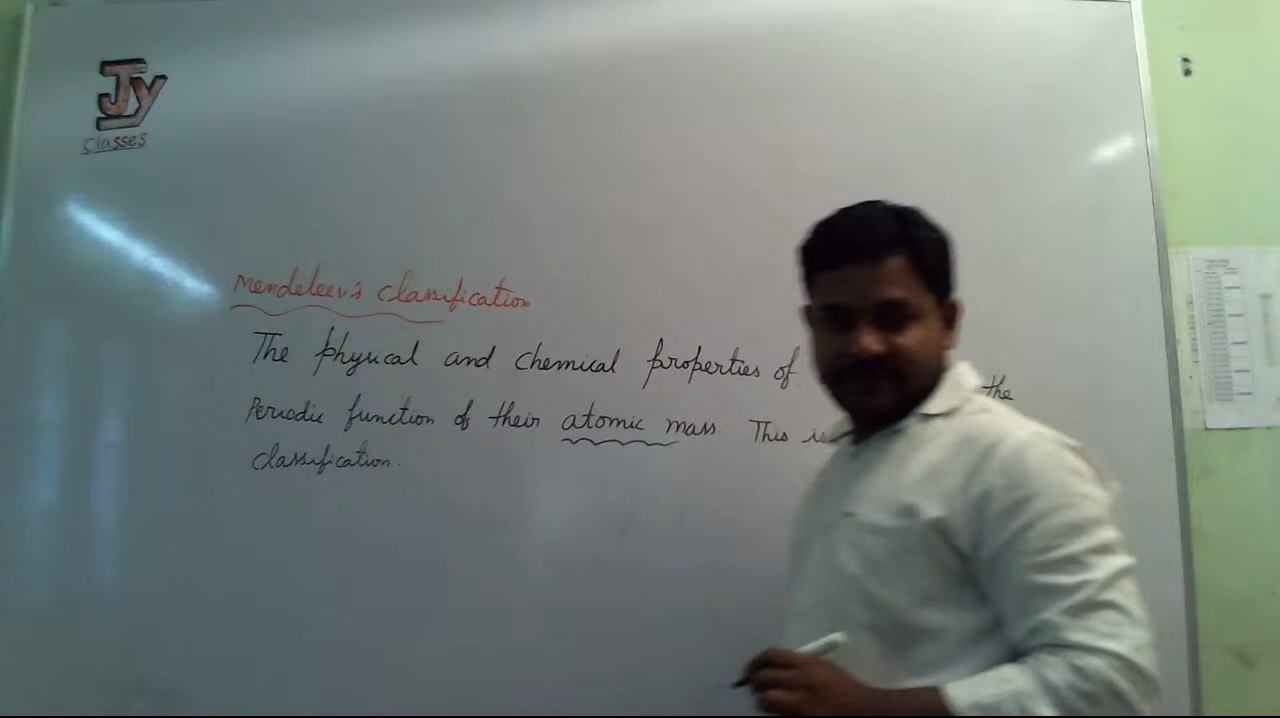 Jy
classes
Mendeleev's classification
The physical and chemical properties of the
Periodic function of their atomic mass. This is
classification.